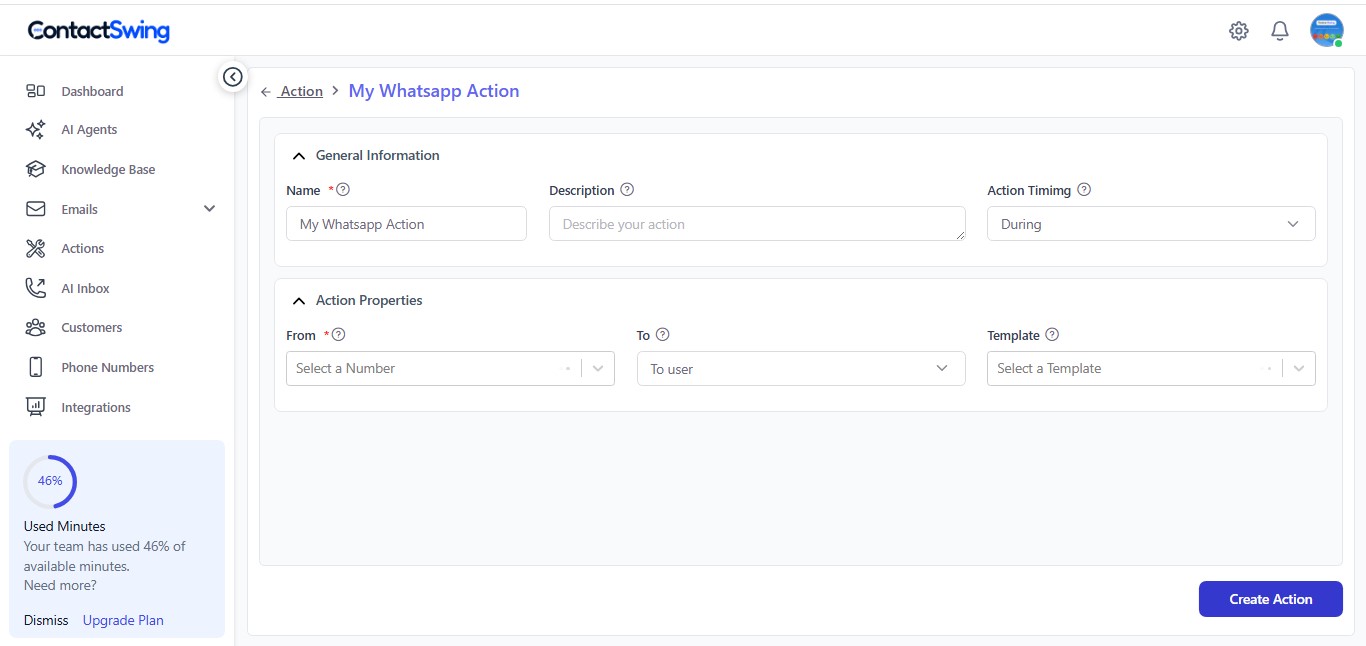 ContactSwing
Dashboard
AI Agents
Knowledge Base
Emails
Actions
AI Inbox
Customers
Phone Numbers
Integrations
46%
Used Minutes
Your team has used 46% of
available minutes.
Need more?
Dismiss Upgrade Plan
← Action > My Whatsapp Action
General Information
Name * Description Action Timimg
My Whatsapp Action Describe your action During
Action Properties
From * To Template
Select a Number To user Select a Template
Create Action